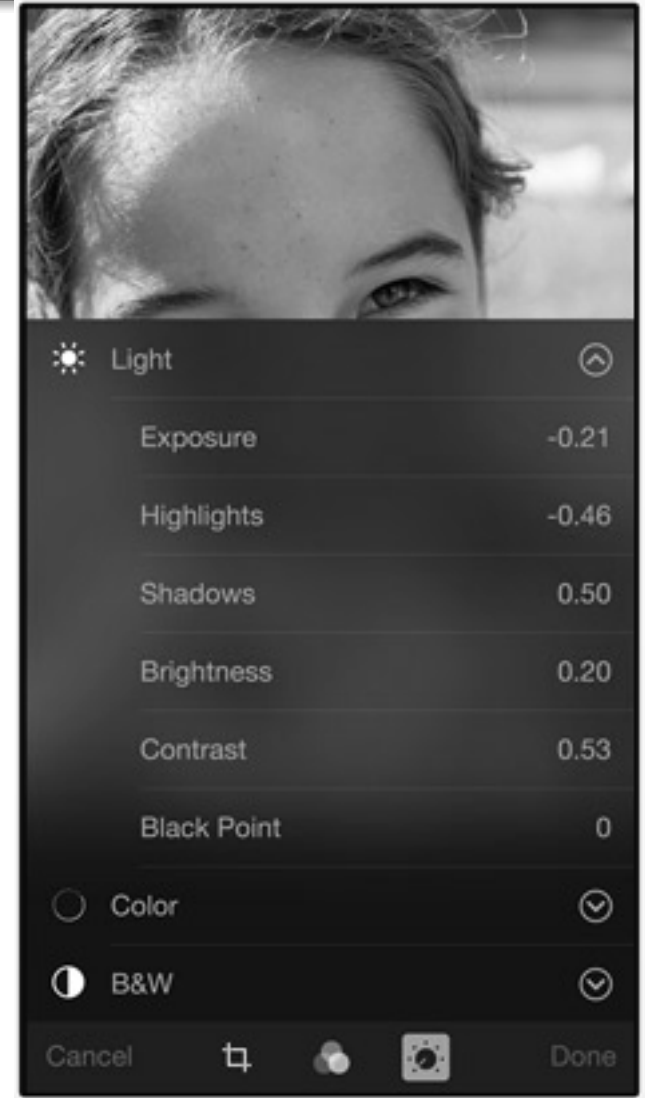 Light
Exposure -0.21
Highlights -0.46
Shadows 0.50
Brightness 0.20
Contrast 0.53
Black Point 0
Color
B&W
Cancel Done